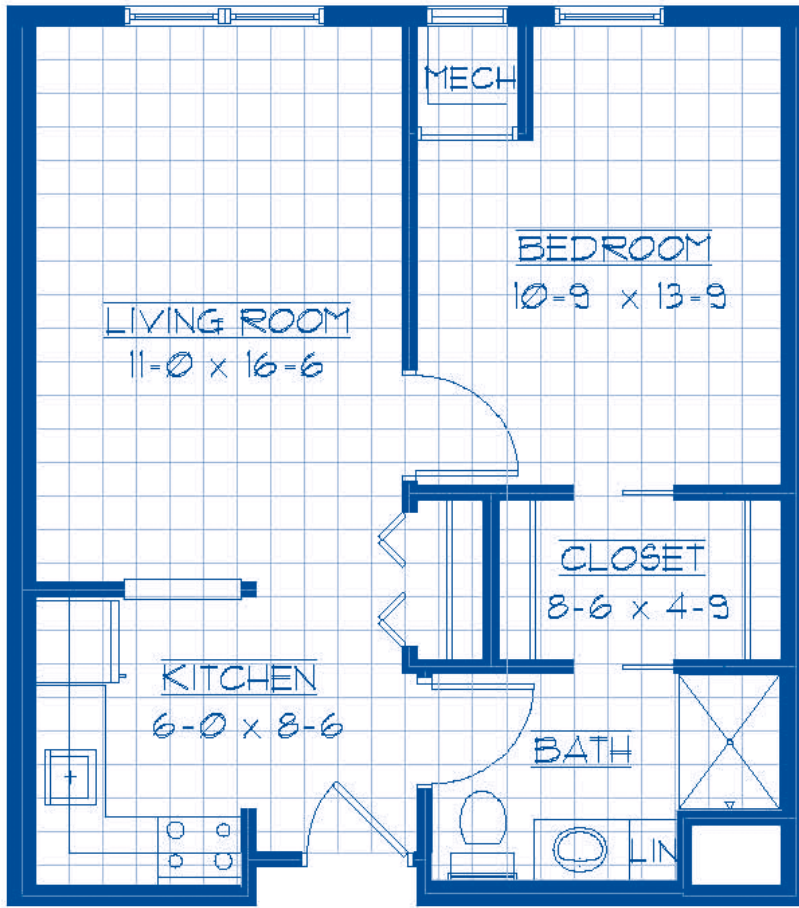 MECH
BEDROOM
10=9 x 13=9
LIVING ROOM
11=0 x 16=6
CLOSET
8-6 x 4-9
KITCHEN
6-0 x 8-6
BATH
LIN